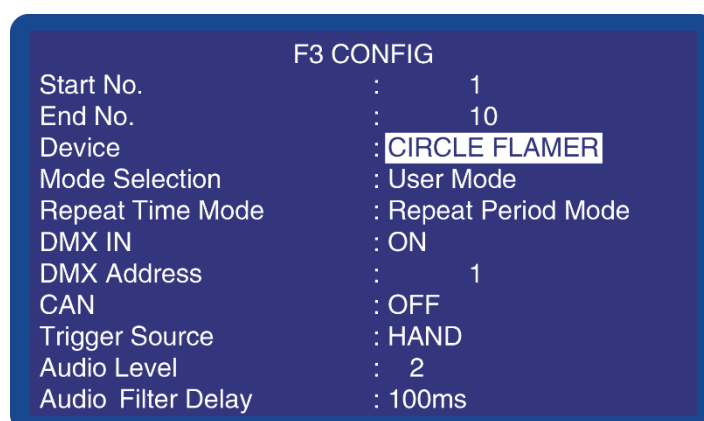 F3 CONFIG
Start No. : 1
End No. : 10
Device : CIRCLE FLAMER
Mode Selection : User Mode
Repeat Time Mode : Repeat Period Mode
DMX IN : ON
DMX Address : 1
CAN : OFF
Trigger Source : HAND
Audio Level : 2
Audio Filter Delay : 100ms